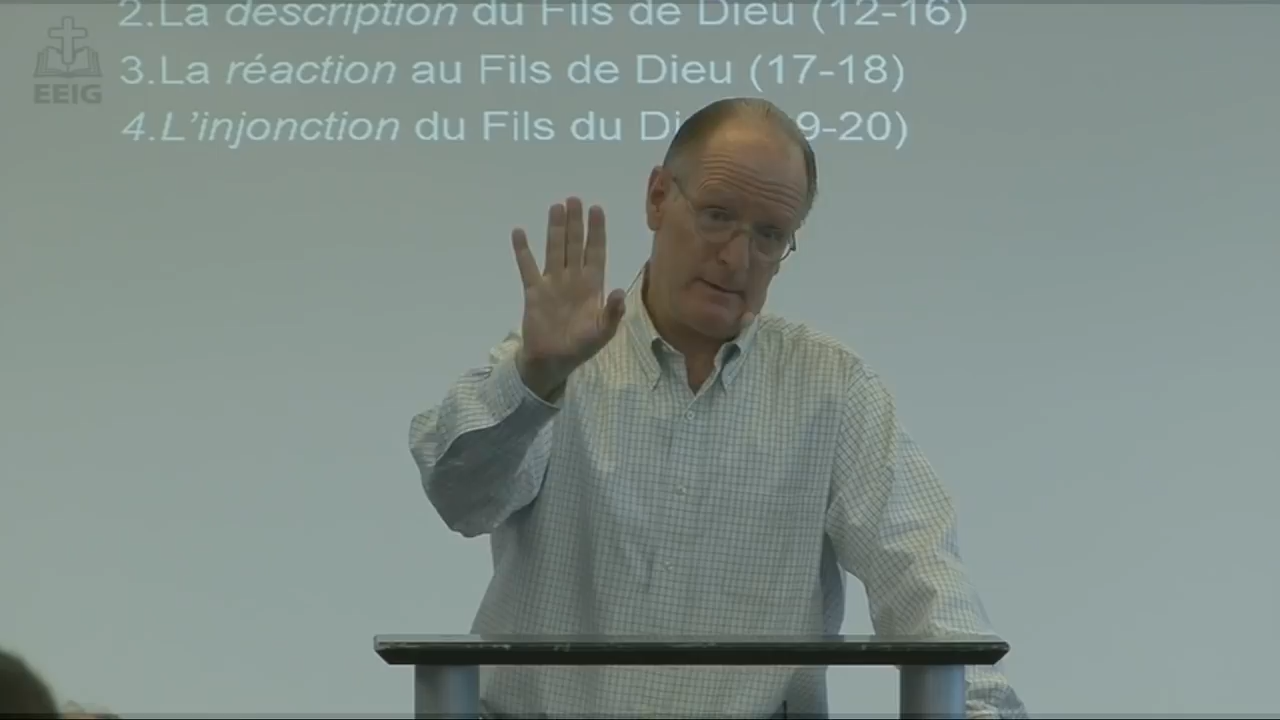 2.La description du Fils de Dieu (12-16)
EEIG
3.La réaction au Fils de Dieu (17-18)
4.L'injonction du Fils du Di 9-20)